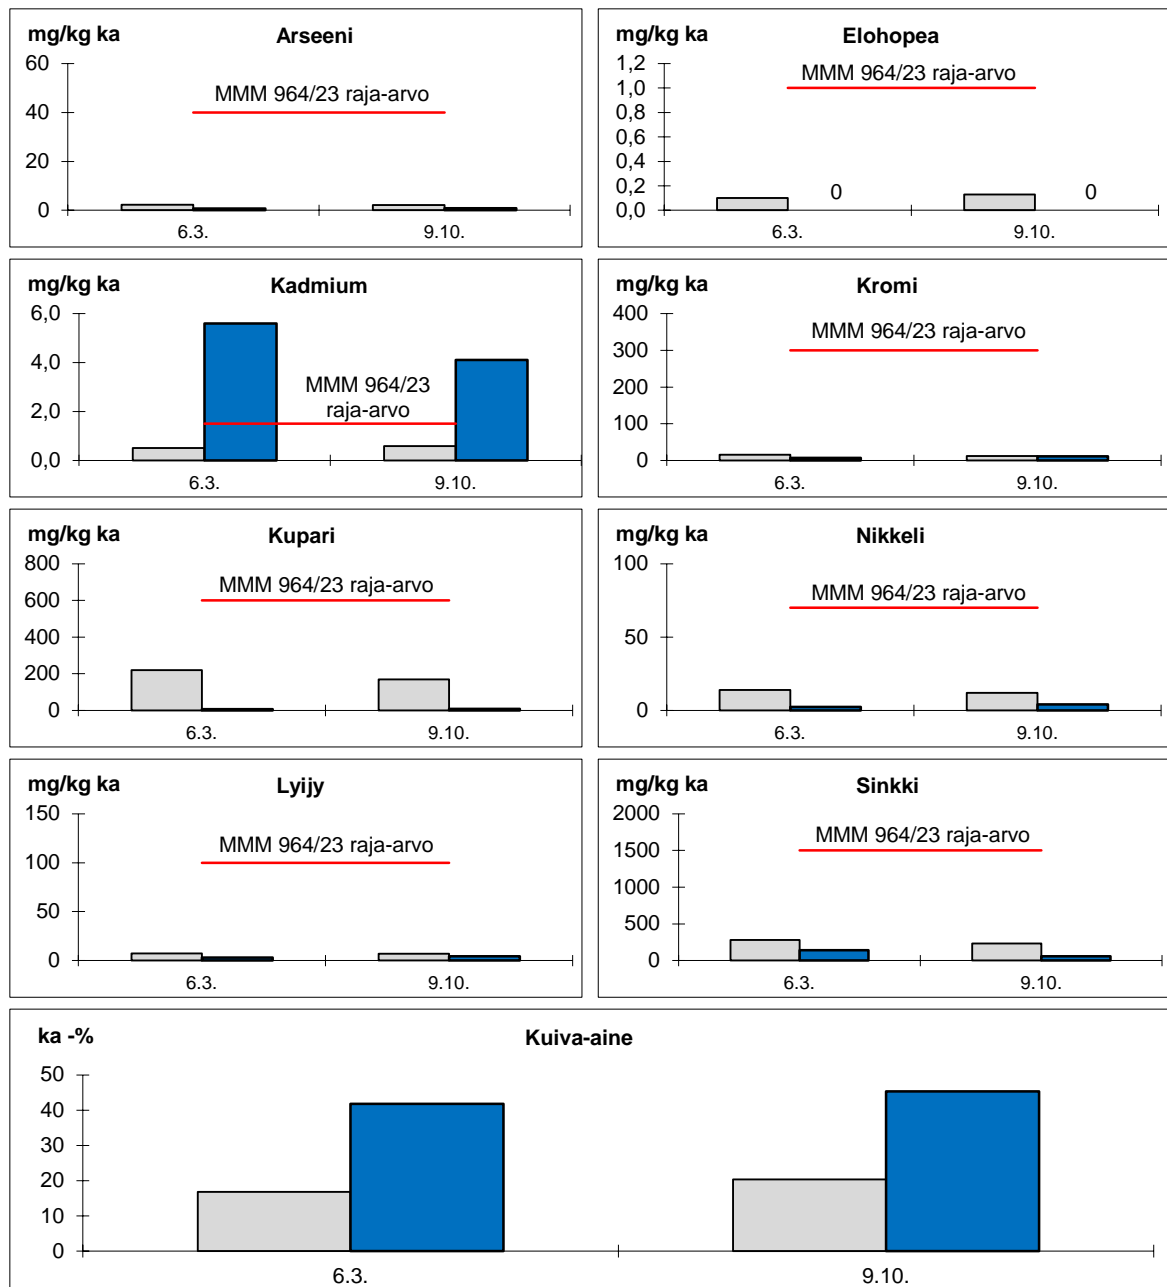 mg/kg ka
Arseeni
60
40
20
0
MMM 964/23 raja-arvo
6.3.
9.10.
mg/kg ka
Elohopea
1,2
1,0
0,8
0,6
0,4
0,2
0,0
MMM 964/23 raja-arvo
0
0
6.3.
9.10.
mg/kg ka
Kadmium
6,0
4,0
2,0
0,0
MMM 964/23
raja-arvo
6.3.
9.10.
mg/kg ka
Kromi
400
300
200
100
0
MMM 964/23 raja-arvo
6.3.
9.10.
mg/kg ka
Kupari
800
600
400
200
0
MMM 964/23 raja-arvo
6.3.
9.10.
mg/kg ka
Nikkeli
100
50
0
MMM 964/23 raja-arvo
6.3.
9.10.
mg/kg ka
Lyijy
150
100
50
0
MMM 964/23 raja-arvo
6.3.
9.10.
mg/kg ka
Sinkki
2000
1500
1000
500
0
MMM 964/23 raja-arvo
6.3.
9.10.
ka -%
Kuiva-aine
50
40
30
20
10
0
6.3.
9.10.